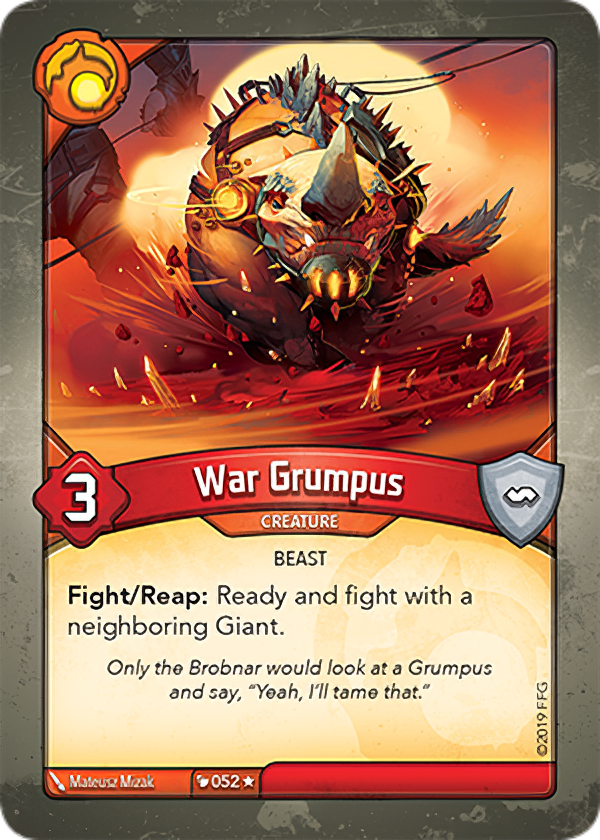 3
War Grumpus
CREATURE
BEAST
Fight/Reap: Ready and fight with a
neighboring Giant.
Only the Brobnar would look at a Grumpus
and say, “Yeah, I’ll tame that.”
©2019 FFG
Mateusz Mizak
052